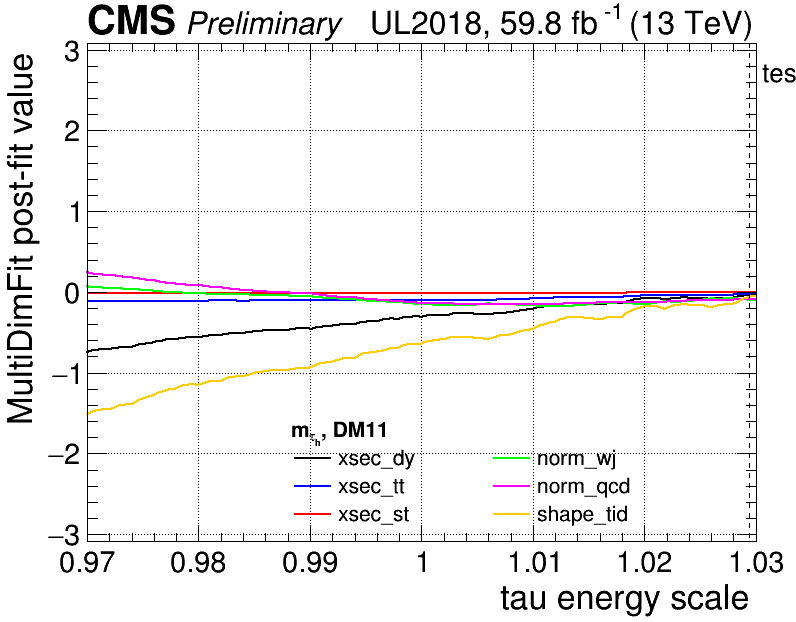 CMS Preliminary UL2018, 59.8 fb⁻¹ (13 TeV)
MultiDimFit post-fit value
3
2
1
0
−1
−2
−3
tes
m_τₕ, DM11
xsec_dy norm_wj
xsec_tt norm_qcd
xsec_st shape_tid
0.97 0.98 0.99 1 1.01 1.02 1.03
tau energy scale